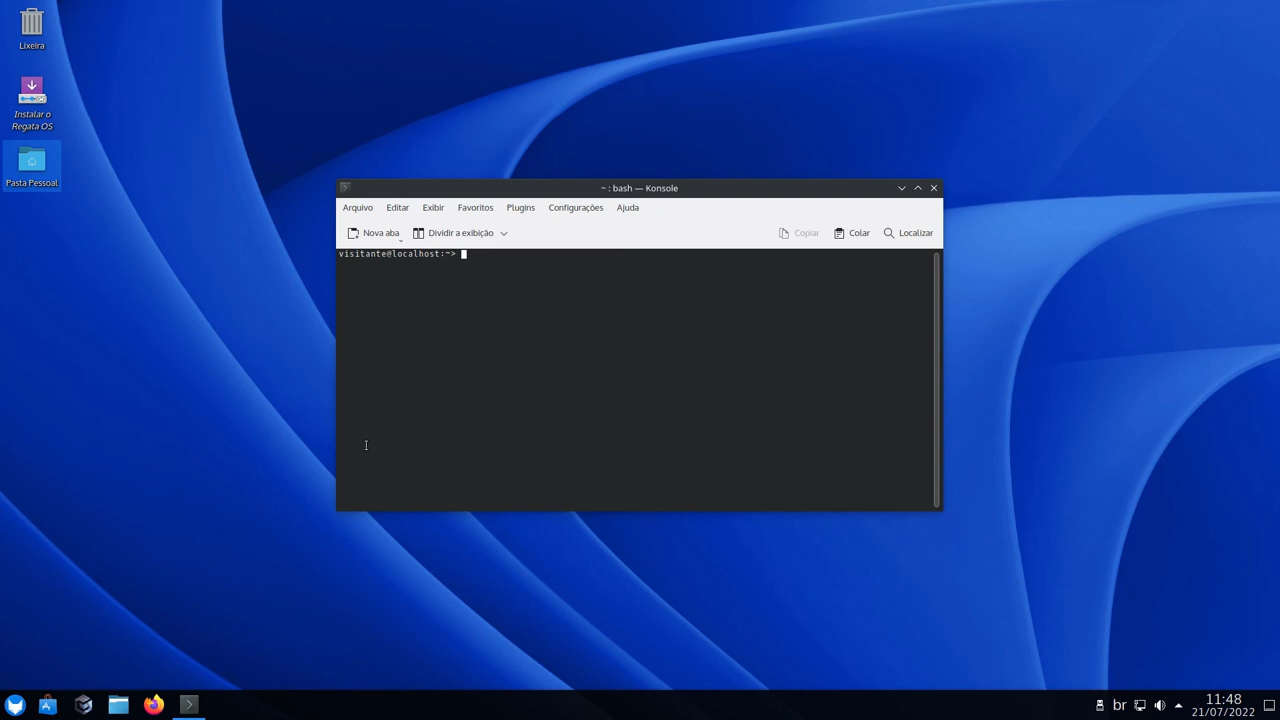 Lixeira
Instalar o
Regata OS
Pasta Pessoal
~ : bash — Konsole
Arquivo Editar Exibir Favoritos Plugins Configurações Ajuda
Nova aba Dividir a exibição Copiar Colar Localizar
visitante@localhost:~>
br
11:48
21/07/2022